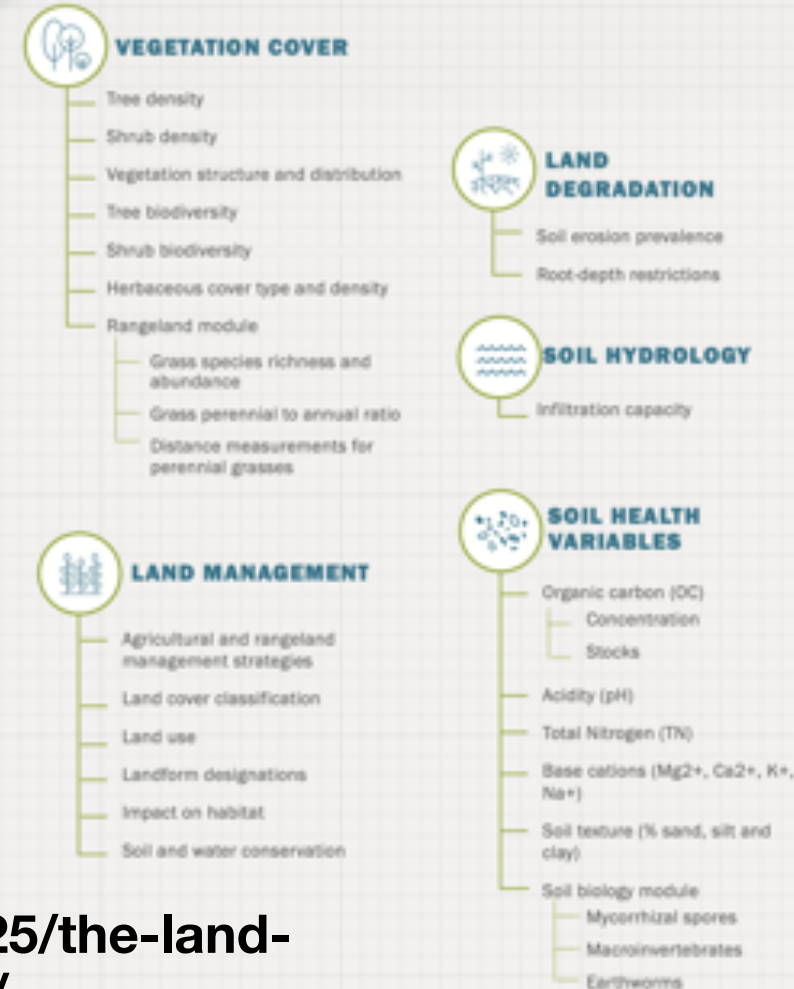 VEGETATION COVER
Tree density
Shrub density
Vegetation structure and distribution
Tree biodiversity
Shrub biodiversity
Herbaceous cover type and density
Rangeland module
Grass species richness and
abundance
Grass perennial to annual ratio
Distance measurements for
perennial grasses
LAND MANAGEMENT
Agricultural and rangeland
management strategies
Land cover classification
Land use
Landform designations
Impact on habitat
Soil and water conservation
LAND
DEGRADATION
Soil erosion prevalence
Root-depth restrictions
SOIL HYDROLOGY
Infiltration capacity
SOIL HEALTH
VARIABLES
Organic carbon (OC)
Concentration
Stocks
Acidity (pH)
Total Nitrogen (TN)
Base cations (Mg2+, Ca2+, K+,
Na+)
Soil texture (% sand, silt and
clay)
Soil biology module
Mycorrhizal spores
Macroinvertebrates
Earthworms
25/the-land-